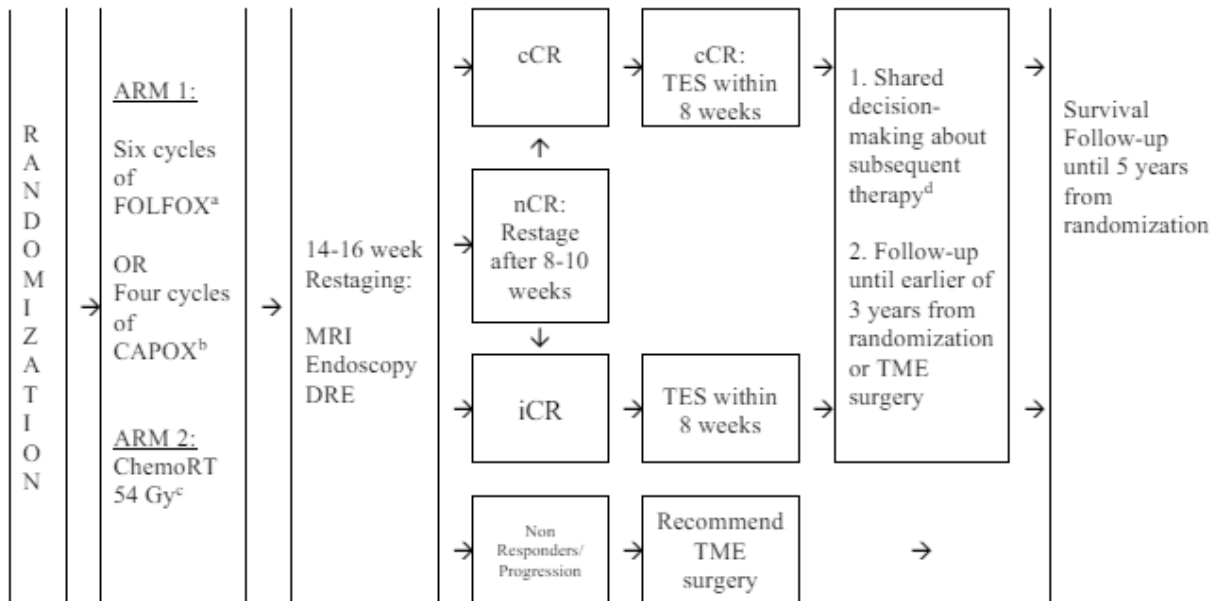 RANDOMIZATION
ARM 1:
Six cycles
of
FOLFOXᵃ
OR
Four cycles
of
CAPOXᵇ
ARM 2:
ChemoRT
54 Gyᶜ
14-16 week
Restaging:
MRI
Endoscopy
DRE
cCR
nCR:
Restage
after 8-10
weeks
iCR
Non
Responders/
Progression
cCR:
TES within
8 weeks
TES within
8 weeks
Recommend
TME
surgery
1. Shared
decision-
making about
subsequent
therapyᵈ
2. Follow-up
until earlier of
3 years from
randomization
or TME
surgery
Survival
Follow-up
until 5 years
from
randomization